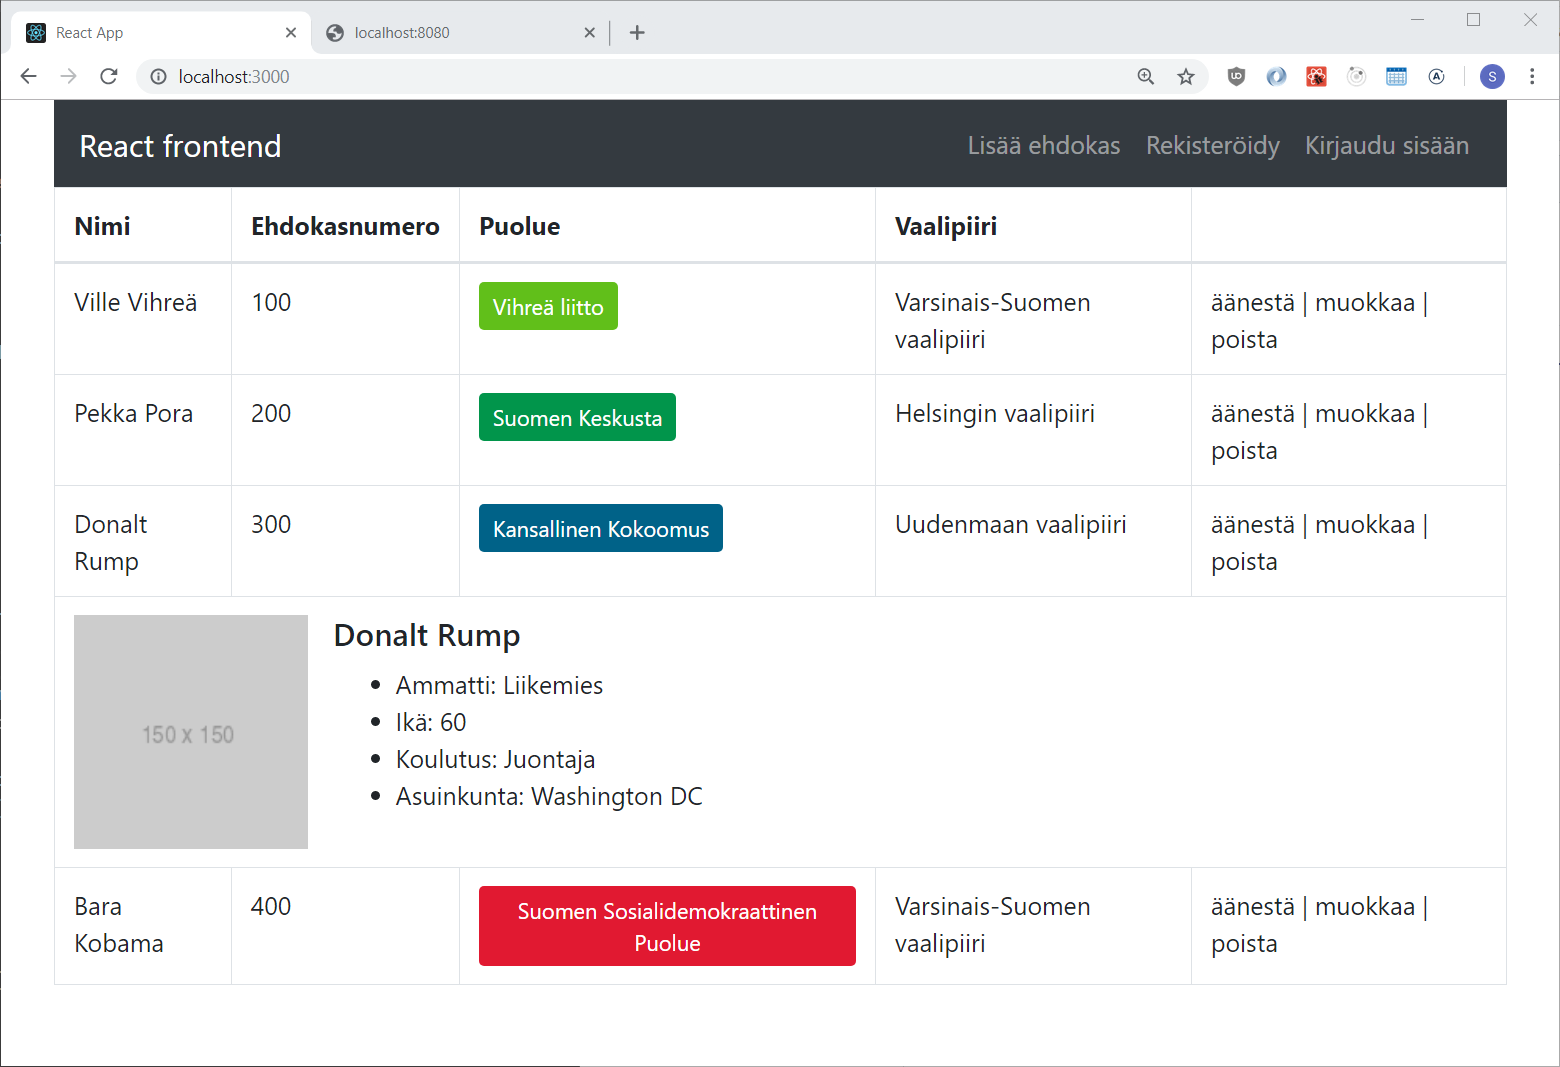 React App
localhost:8080
localhost:3000
React frontend
Lisää ehdokas
Rekisteröidy
Kirjaudu sisään
Nimi
Ehdokasnumero
Puolue
Vaalipiiri
Ville Vihreä
100
Vihreä liitto
Varsinais-Suomen
vaalipiiri
äänestä | muokkaa |
poista
Pekka Pora
200
Suomen Keskusta
Helsingin vaalipiiri
äänestä | muokkaa |
poista
Donalt
Rump
300
Kansallinen Kokoomus
Uudenmaan vaalipiiri
äänestä | muokkaa |
poista
150 x 150
Donalt Rump
Ammatti: Liikemies
Ikä: 60
Koulutus: Juontaja
Asuinkunta: Washington DC
Bara
Kobama
400
Suomen Sosialidemokraattinen
Puolue
Varsinais-Suomen
vaalipiiri
äänestä | muokkaa |
poista